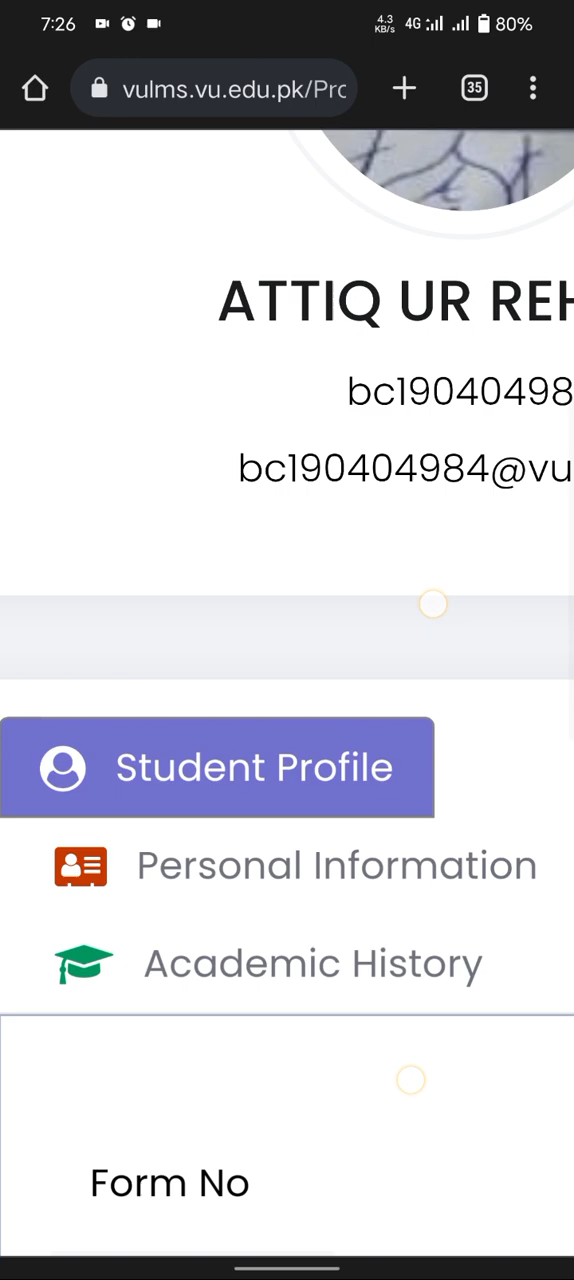 7:26
4.3
KB/s
4G
80%
vulms.vu.edu.pk/Pro
35
ATTIQ UR REH
bc19040498
bc190404984@vu
Student Profile
Personal Information
Academic History
Form No